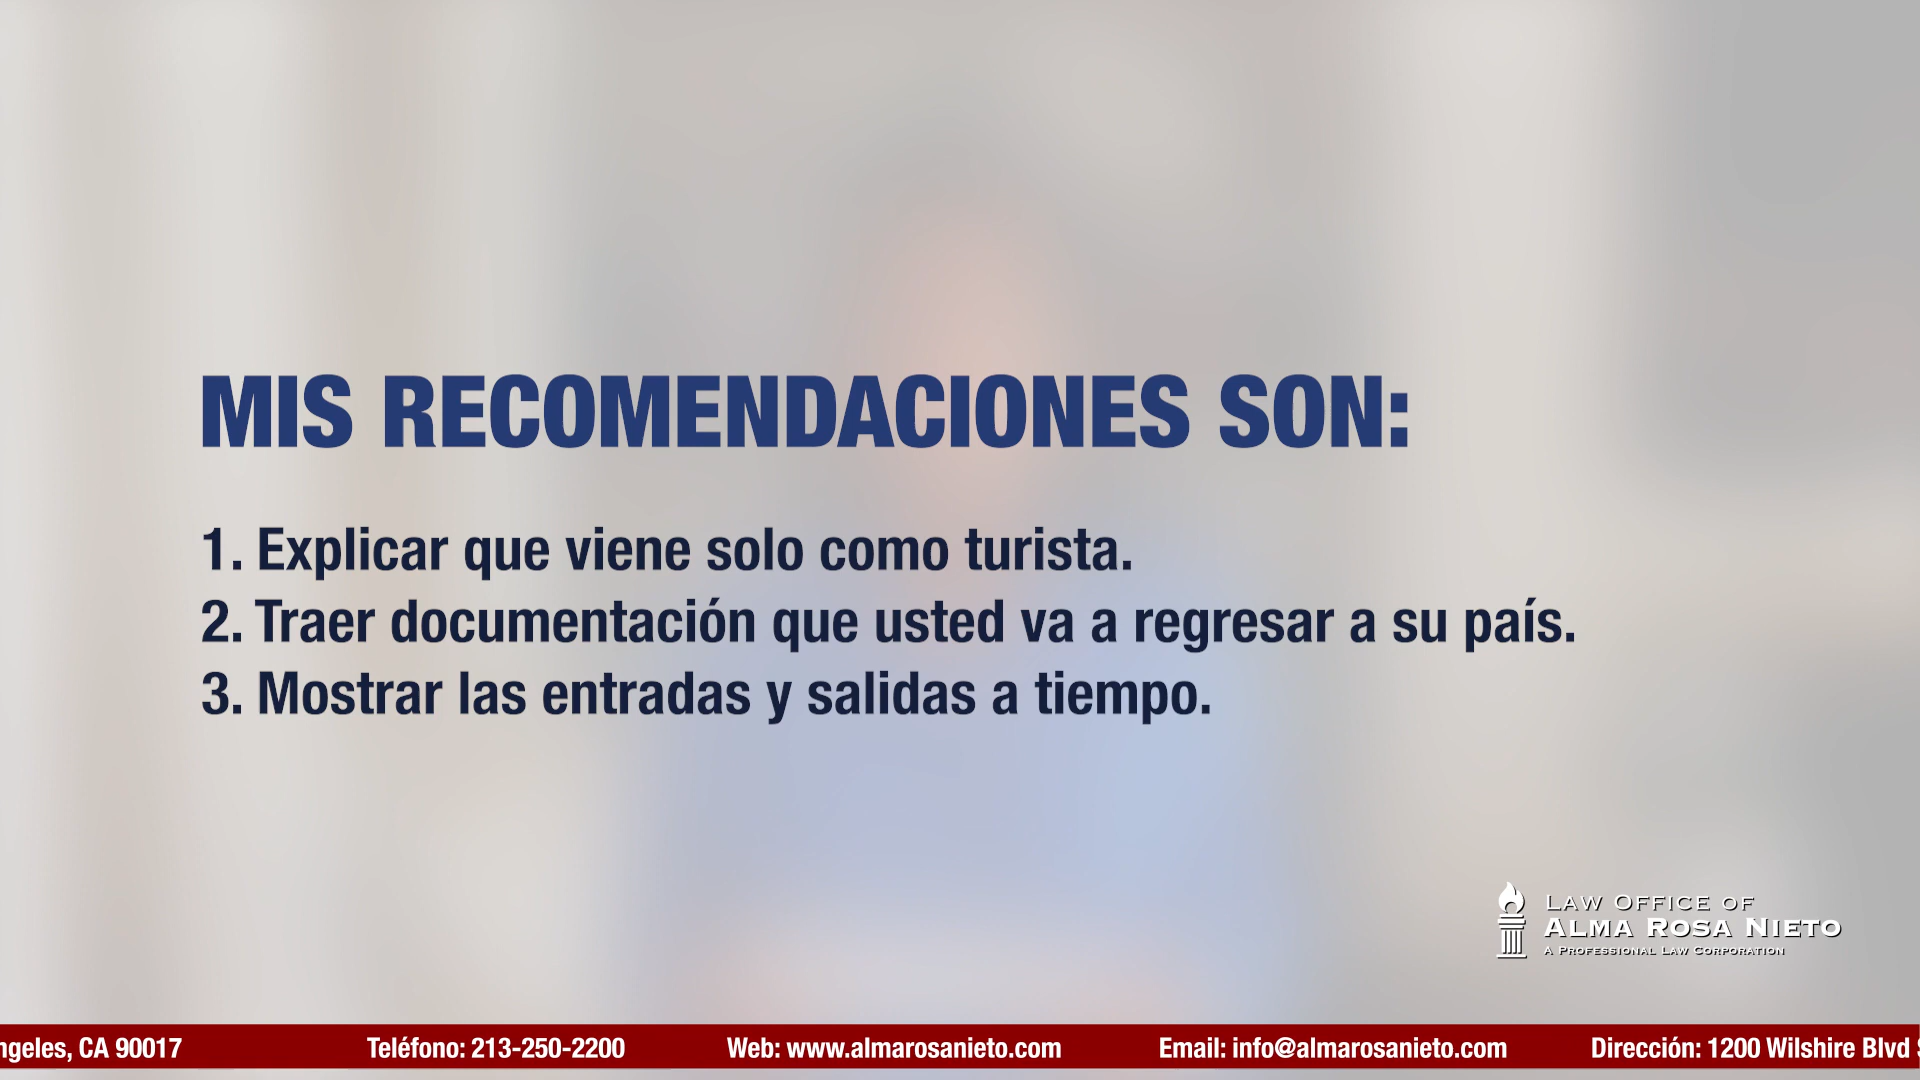 MIS RECOMENDACIONES SON:
1. Explicar que viene solo como turista.
2. Traer documentación que usted va a regresar a su país.
3. Mostrar las entradas y salidas a tiempo.
LAW OFFICE OF
ALMA ROSA NIETO
A PROFESSIONAL LAW CORPORATION
ngeles, CA 90017 Teléfono: 213-250-2200 Web: www.almarosanieto.com Email: info@almarosanieto.com Dirección: 1200 Wilshire Blvd